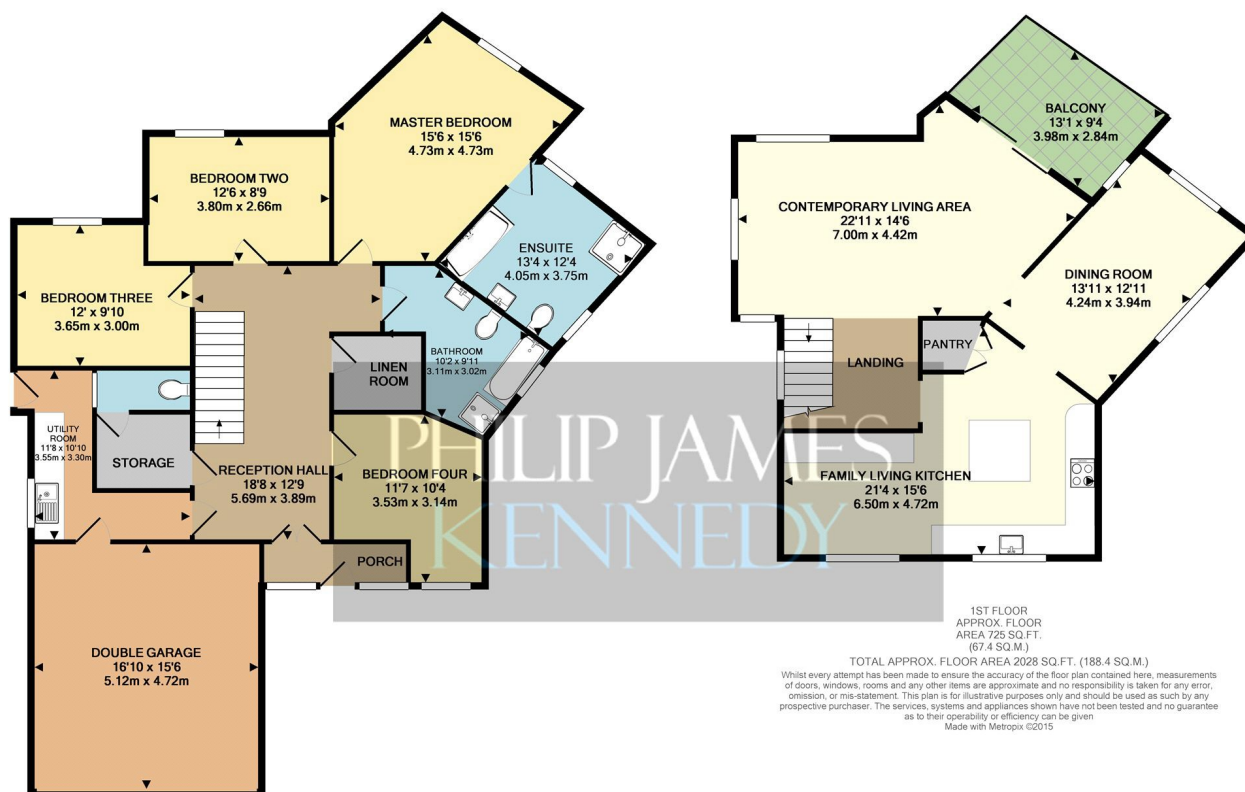 MASTER BEDROOM
15'6 x 15'6
4.73m x 4.73m
BEDROOM TWO
12'6 x 8'9
3.80m x 2.66m
ENSUITE
13'4 x 12'4
4.05m x 3.75m
BEDROOM THREE
12' x 9'10
3.65m x 3.00m
BATHROOM
10'2 x 9'11
3.11m x 3.02m
LINEN
ROOM
UTILITY
ROOM
11'8 x 10'10
3.55m x 3.30m
STORAGE
RECEPTION HALL
18'8 x 12'9
5.69m x 3.89m
BEDROOM FOUR
11'7 x 10'4
3.53m x 3.14m
PORCH
DOUBLE GARAGE
16'10 x 15'6
5.12m x 4.72m
BALCONY
13'1 x 9'4
3.98m x 2.84m
CONTEMPORARY LIVING AREA
22'11 x 14'6
7.00m x 4.42m
DINING ROOM
13'11 x 12'11
4.24m x 3.94m
PANTRY
LANDING
FAMILY LIVING KITCHEN
21'4 x 15'6
6.50m x 4.72m
PHILIP JAMES
KENNEDY
1ST FLOOR
APPROX. FLOOR
AREA 725 SQ.FT.
(67.4 SQ.M.)
TOTAL APPROX. FLOOR AREA 2028 SQ.FT. (188.4 SQ.M.)
Whilst every attempt has been made to ensure the accuracy of the floor plan contained here, measurements
of doors, windows, rooms and any other items are approximate and no responsibility is taken for any error,
omission, or mis-statement. This plan is for illustrative purposes only and should be used as such by any
prospective purchaser. The services, systems and appliances shown have not been tested and no guarantee
as to their operability or efficiency can be given
Made with Metropix ©2015